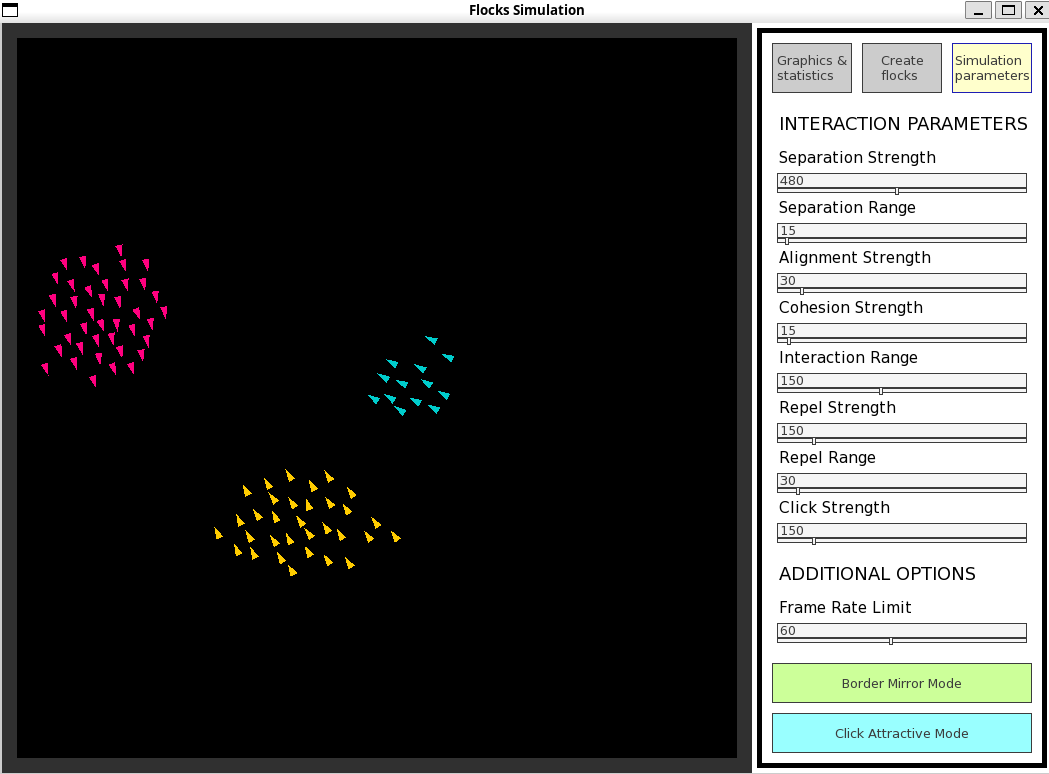 Flocks Simulation
Graphics &
statistics
Create
flocks
Simulation
parameters
INTERACTION PARAMETERS
Separation Strength
480
Separation Range
15
Alignment Strength
30
Cohesion Strength
15
Interaction Range
150
Repel Strength
150
Repel Range
30
Click Strength
150
ADDITIONAL OPTIONS
Frame Rate Limit
60
Border Mirror Mode
Click Attractive Mode